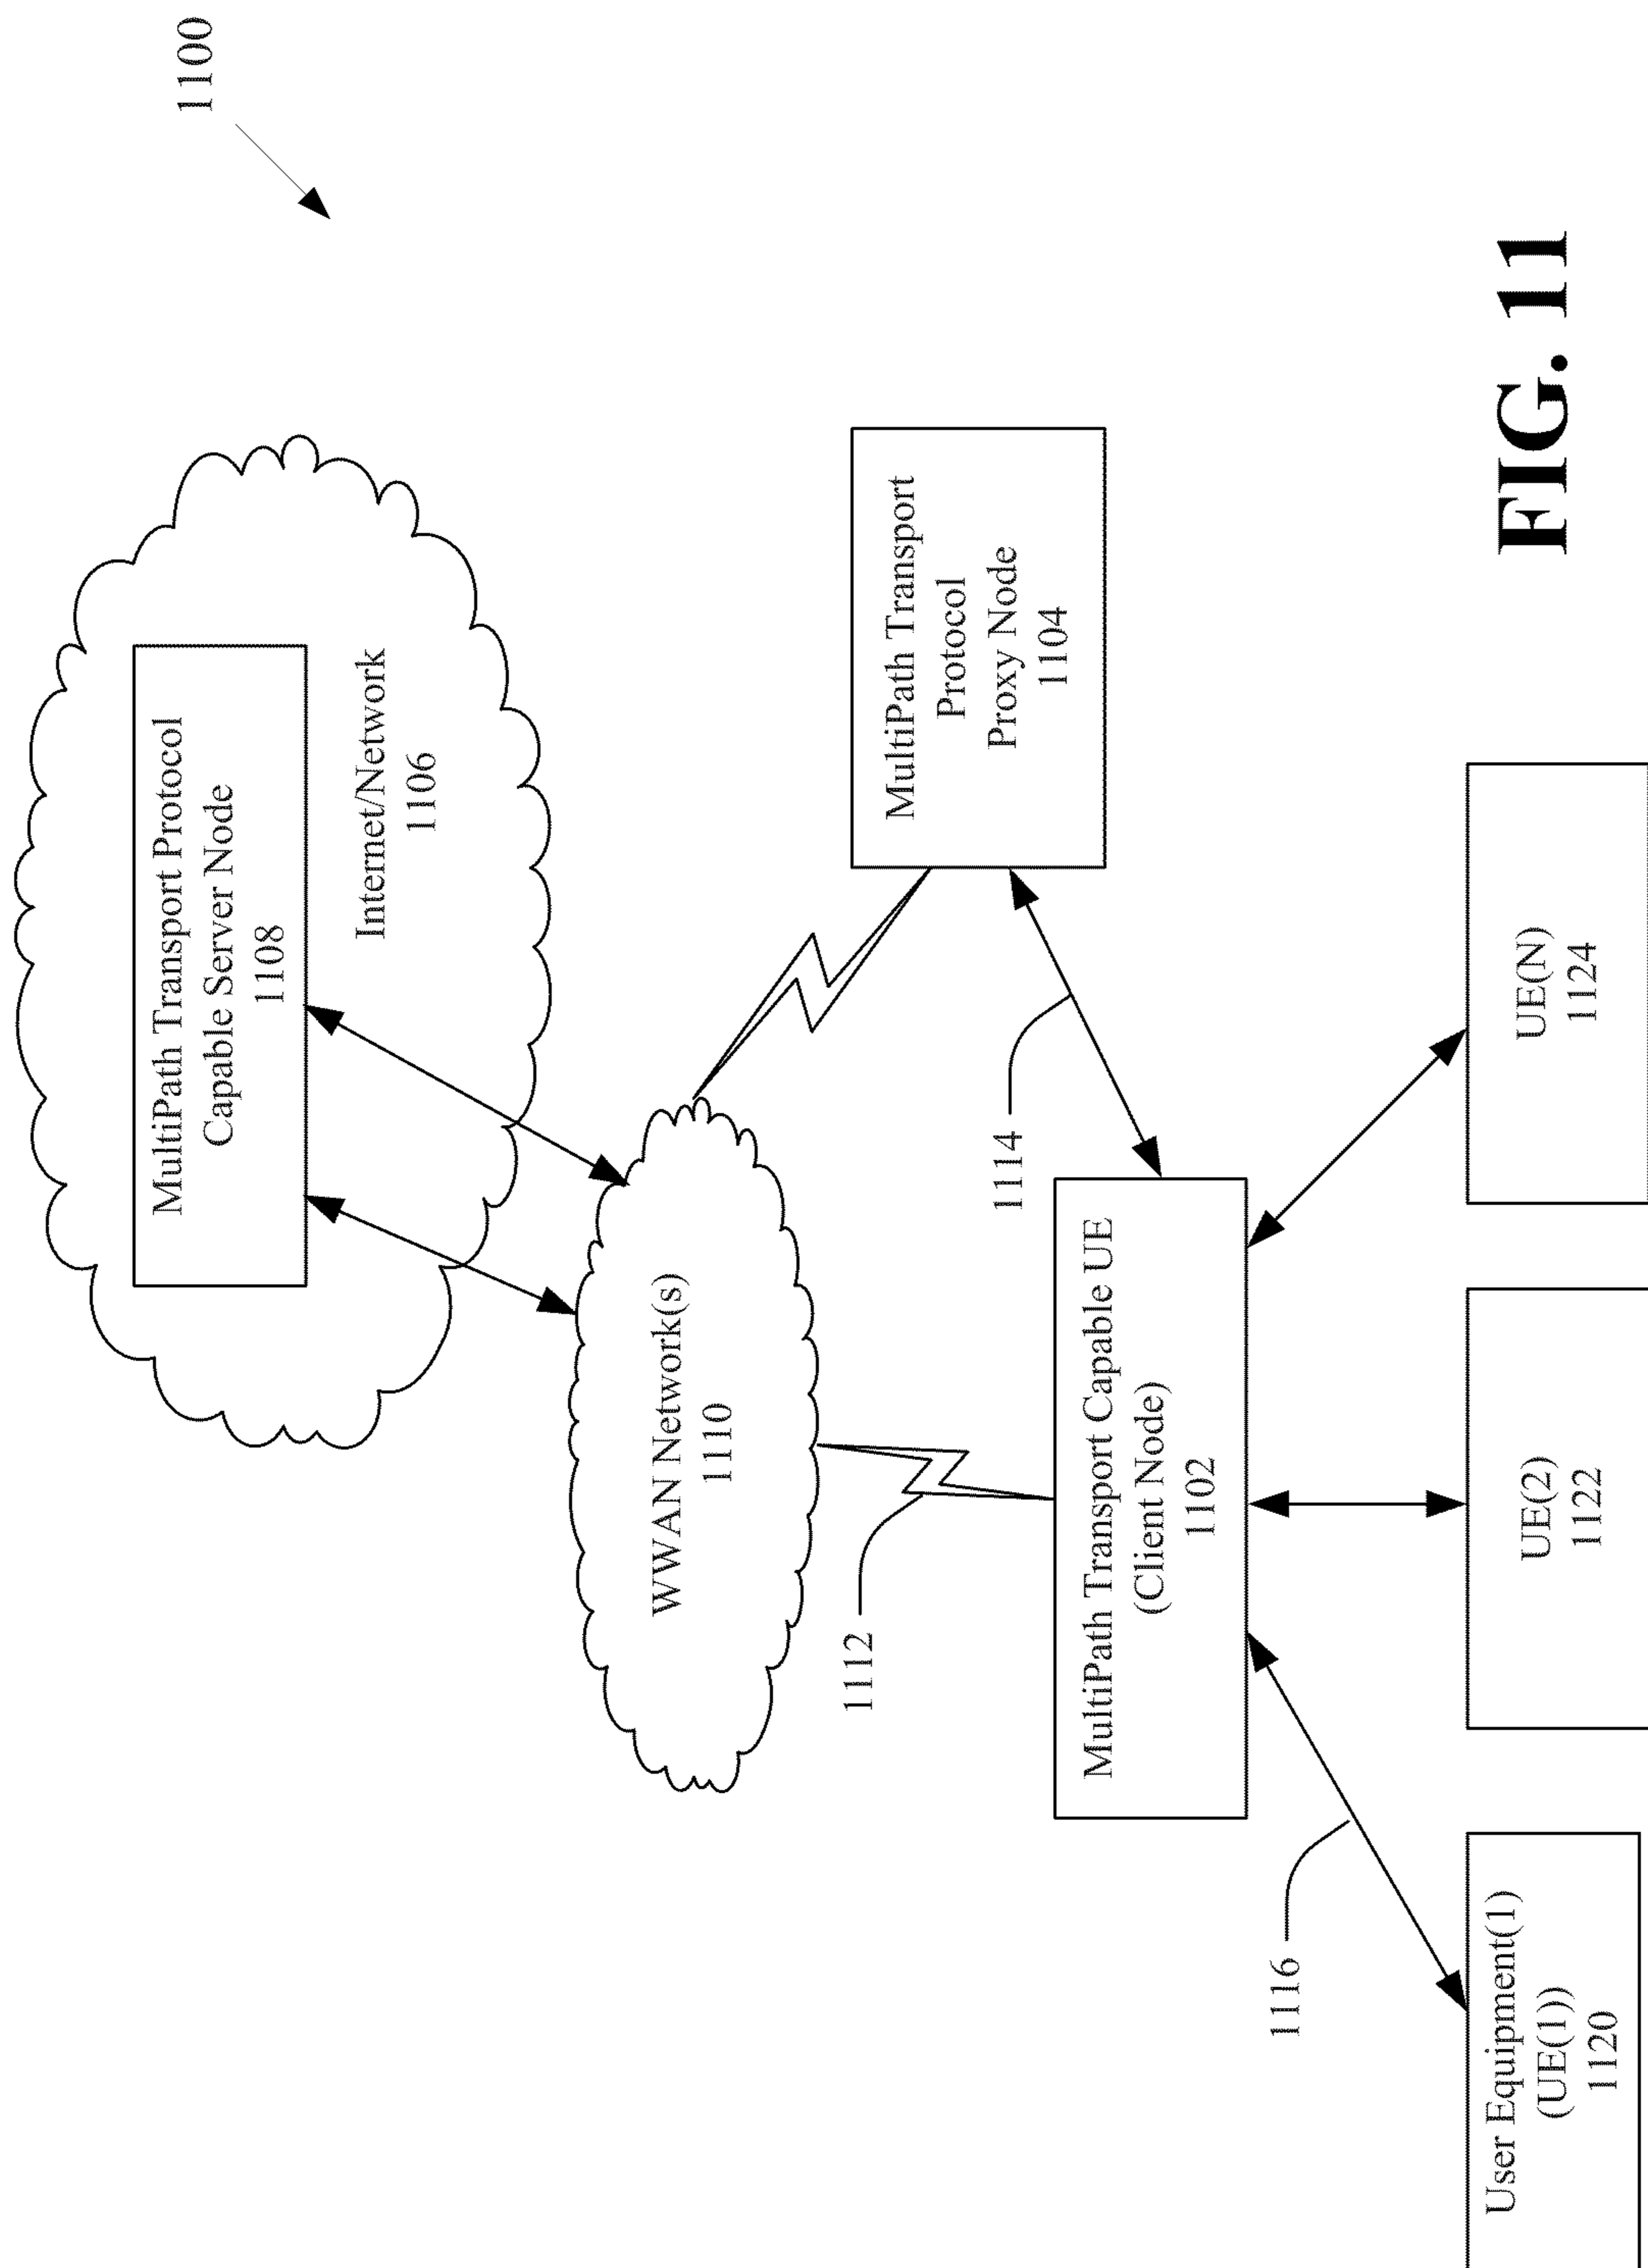 1100
MultiPath Transport Protocol
Capable Server Node
1108
Internet/Network
1106
WWAN Network(s)
1110
MultiPath Transport
Protocol
Proxy Node
1104
1112
1114
MultiPath Transport Capable UE
(Client Node)
1102
1116
User Equipment(1)
(UE(1))
1120
UE(2)
1122
UE(N)
1124
FIG. 11